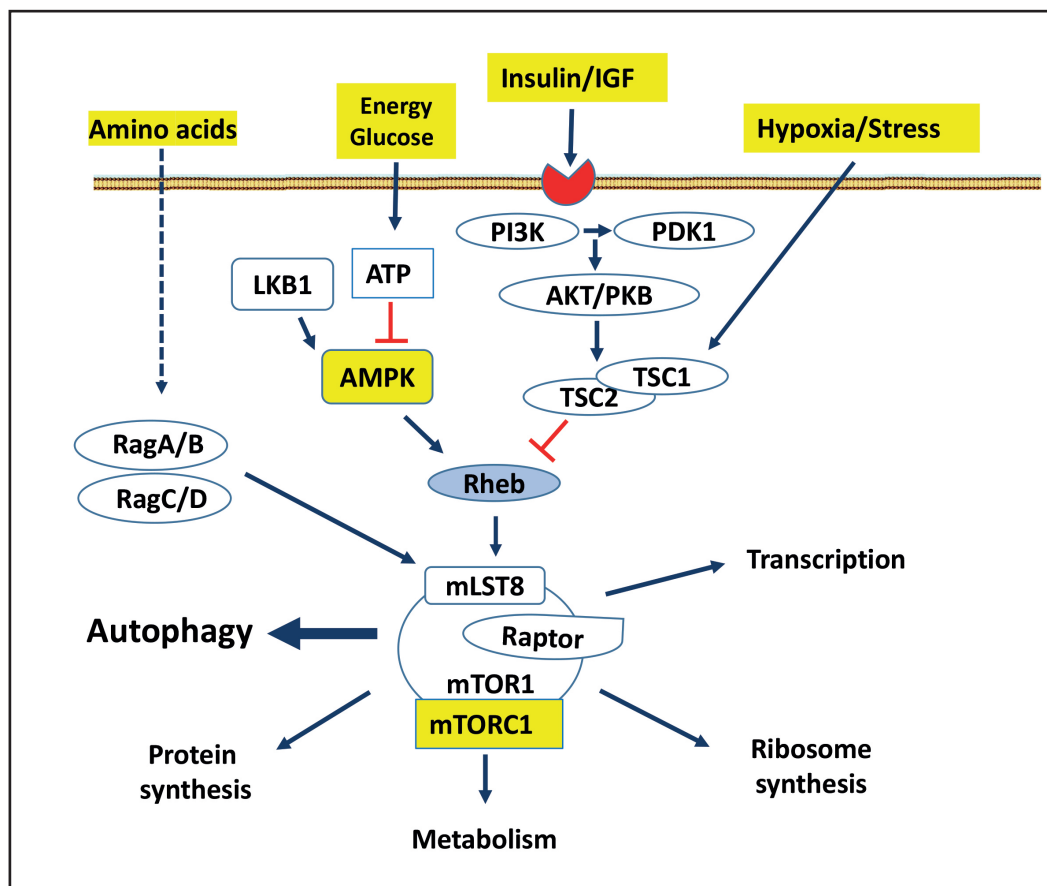 Insulin/IGF
Energy
Glucose
Amino acids
Hypoxia/Stress
PI3K
PDK1
LKB1
ATP
AKT/PKB
AMPK
TSC1
TSC2
RagA/B
RagC/D
Rheb
mLST8
Transcription
Autophagy
Raptor
mTOR1
mTORC1
Protein
synthesis
Ribosome
synthesis
Metabolism